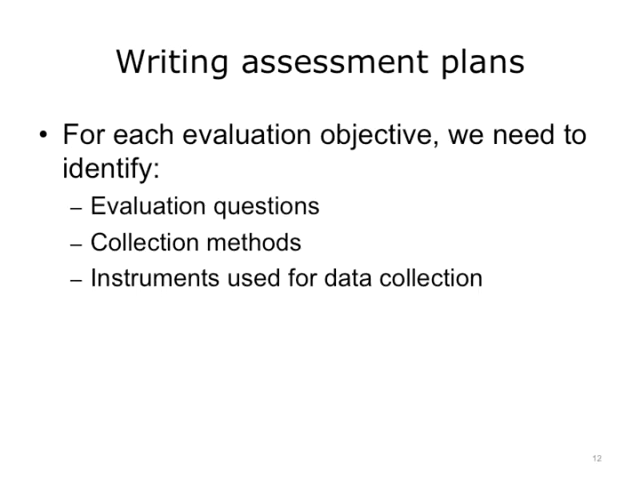 Writing assessment plans
• For each evaluation objective, we need to
identify:
– Evaluation questions
– Collection methods
– Instruments used for data collection
12